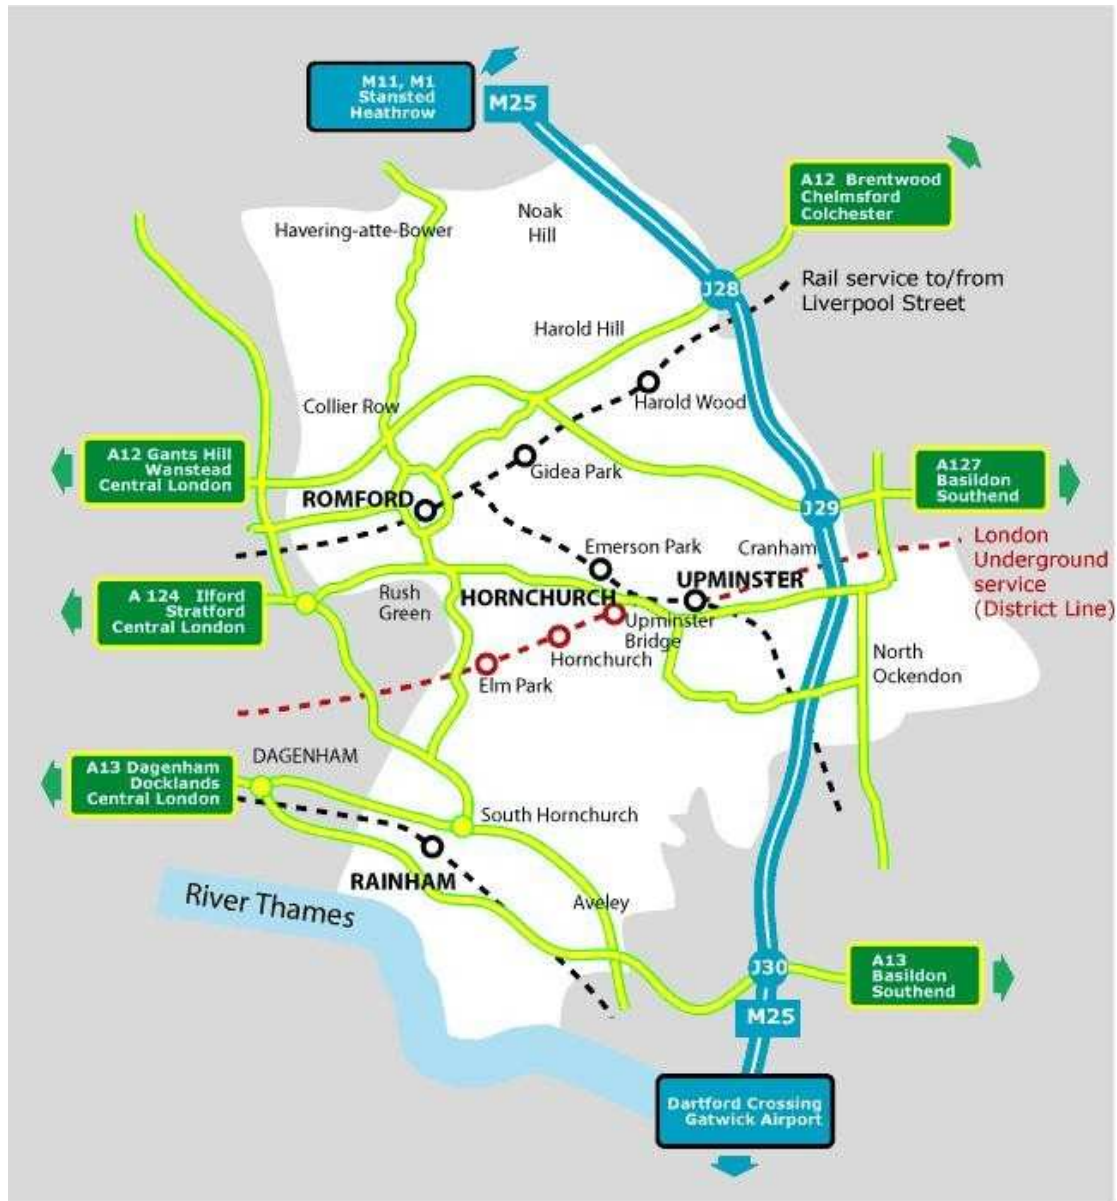 M11, M1
Stansted
Heathrow
M25
A12 Brentwood
Chelmsford
Colchester
Noak
Hill
Havering-atte-Bower
J28
Rail service to/from
Liverpool Street
Harold Hill
Collier Row
Harold Wood
A12 Gants Hill
Wanstead
Central London
Gidea Park
A127
Basildon
Southend
ROMFORD
J29
Emerson Park
Cranham
London
Underground
service
(District Line)
UPMINSTER
A 124 Ilford
Stratford
Central London
Rush
Green
HORNCHURCH
Upminster
Bridge
Hornchurch
North
Ockendon
Elm Park
DAGENHAM
A13 Dagenham
Docklands
Central London
South Hornchurch
RAINHAM
River Thames
Aveley
J30
A13
Basildon
Southend
M25
Dartford Crossing
Gatwick Airport